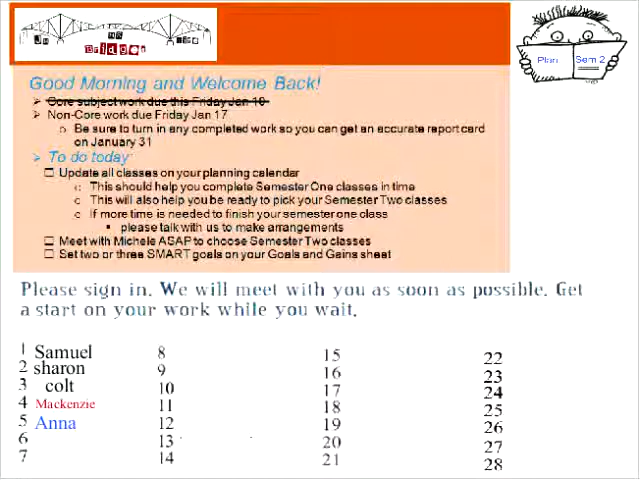 Bridges
Plan Sem 2
Good Morning and Welcome Back!
Core subject work due this Friday Jan 10
Non-Core work due Friday Jan 17
Be sure to turn in any completed work so you can get an accurate report card
on January 31
To do today:
Update all classes on your planning calendar
This should help you complete Semester One classes in time
This will also help you be ready to pick your Semester Two classes
If more time is needed to finish your semester one class
please talk with us to make arrangements
Meet with Michele ASAP to choose Semester Two classes
Set two or three SMART goals on your Goals and Gains sheet
Please sign in. We will meet with you as soon as possible. Get
a start on your work while you wait.
1 Samuel
2 sharon
3 colt
4 Mackenzie
5 Anna
6
7
8
9
10
11
12
13
14
15
16
17
18
19
20
21
22
23
24
25
26
27
28